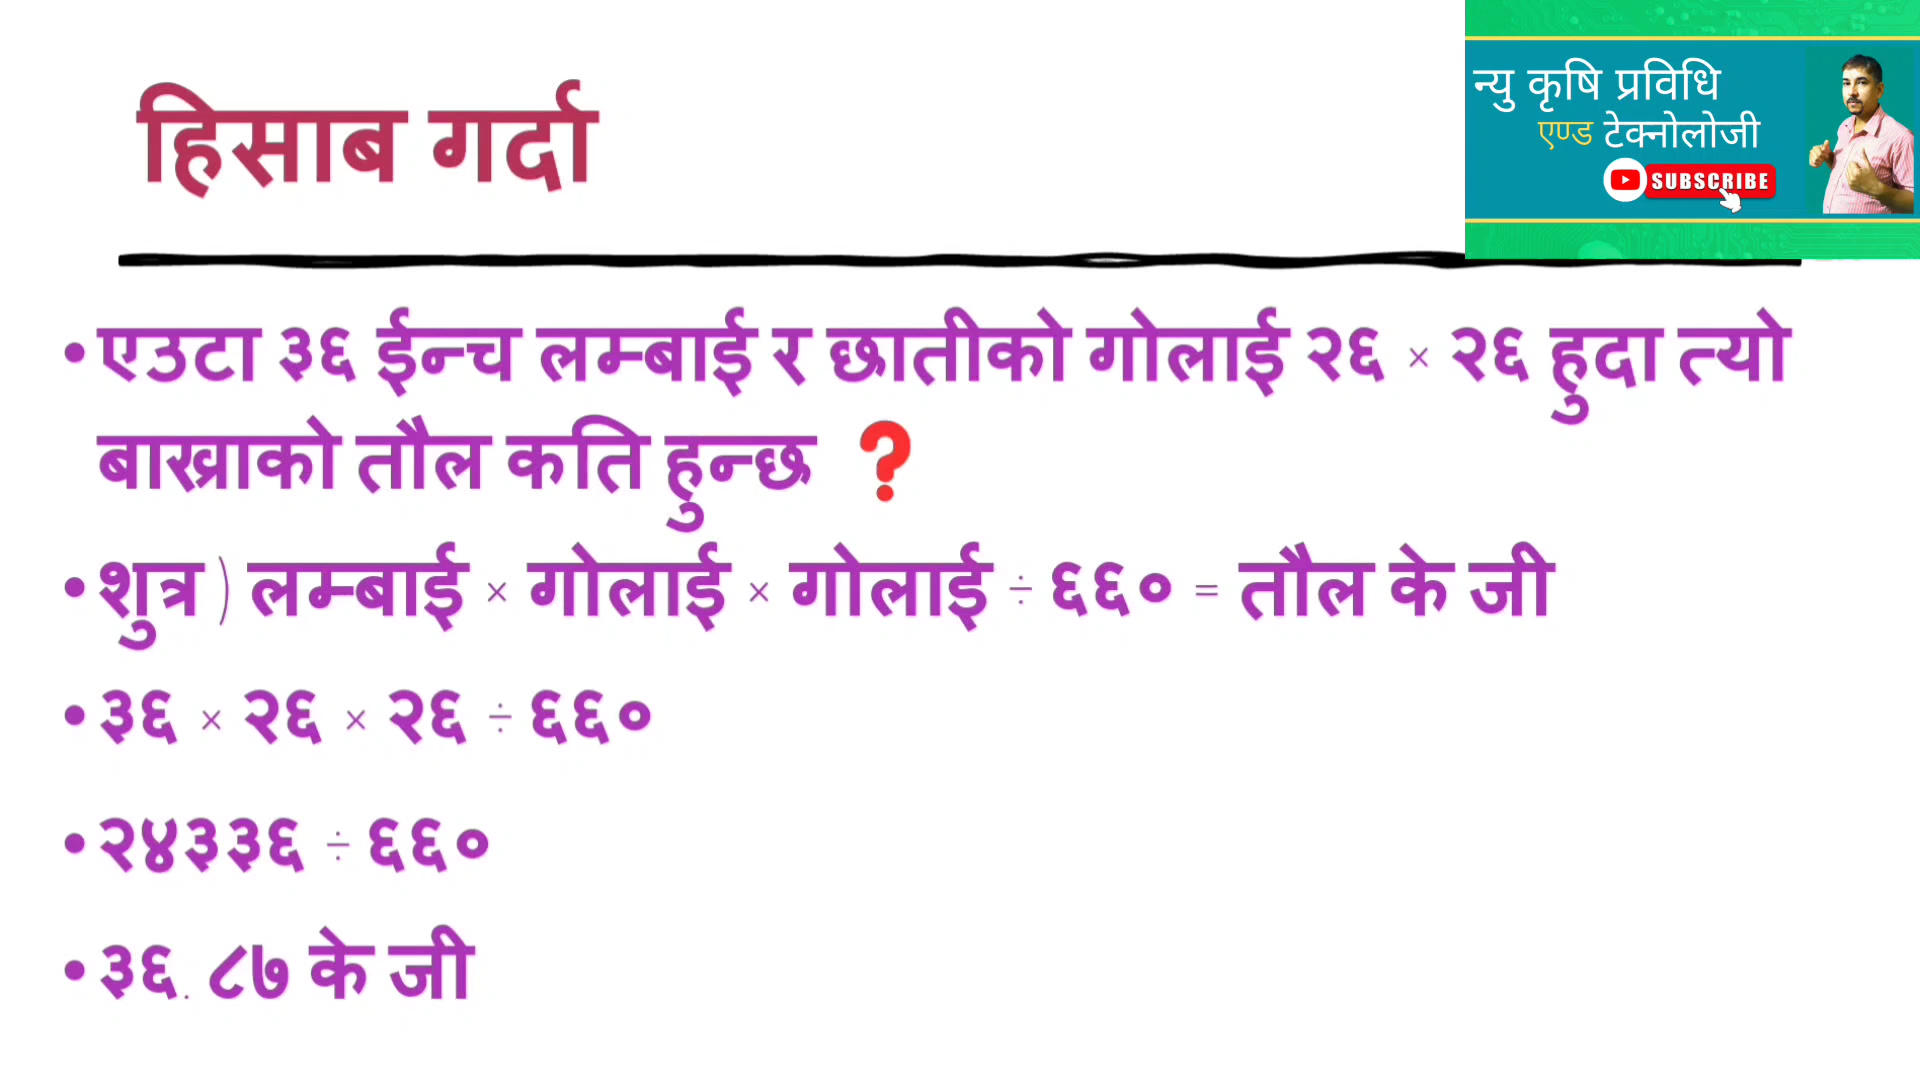 हिसाब गर्दा
न्यु कृषि प्रविधि
एण्ड टेक्नोलोजी
SUBSCRIBE
• एउटा ३६ ईन्च लम्बाई र छातीको गोलाई २६ × २६ हुदा त्यो
बाख्राको तौल कति हुन्छ ❓
• शुत्र ) लम्बाई × गोलाई × गोलाई ÷ ६६० = तौल के जी
• ३६ × २६ × २६ ÷ ६६०
• २४३३६ ÷ ६६०
• ३६. ८७ के जी